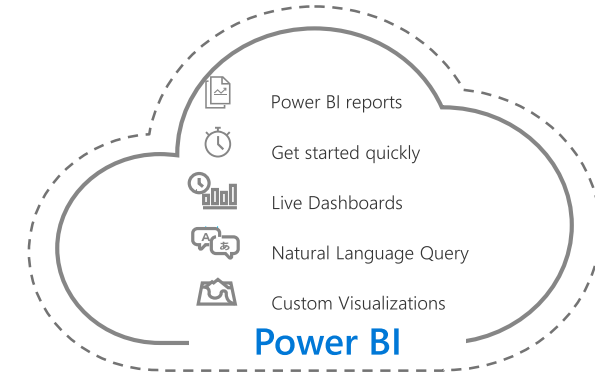 Power BI reports
Get started quickly
Live Dashboards
A あ
Natural Language Query
Custom Visualizations
Power BI